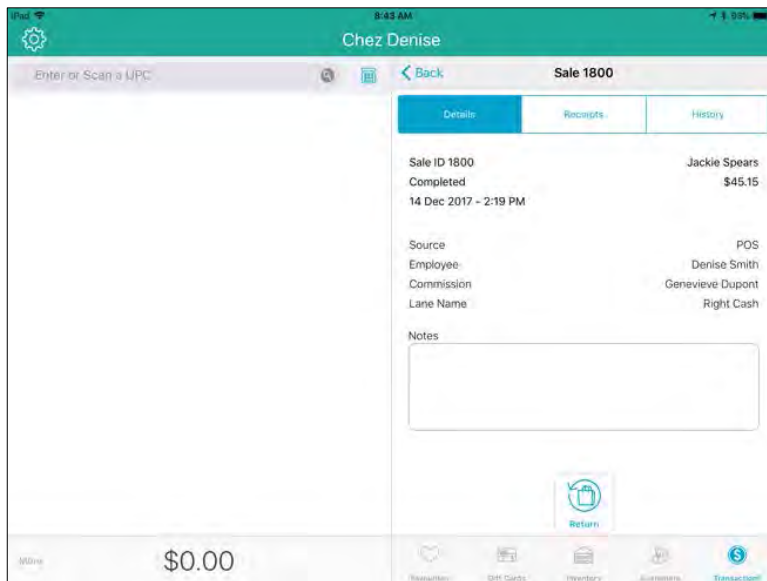 iPad 8:43 AM 98%
Chez Denise
Enter or Scan a UPC
Back Sale 1800
Details Receipts History
Sale ID 1800 Jackie Spears
Completed $45.15
14 Dec 2017 - 2:19 PM
Source POS
Employee Denise Smith
Commission Genevieve Dupont
Lane Name Right Cash
Notes
Return
More $0.00
Gift Cards Inventory Customers Transactions